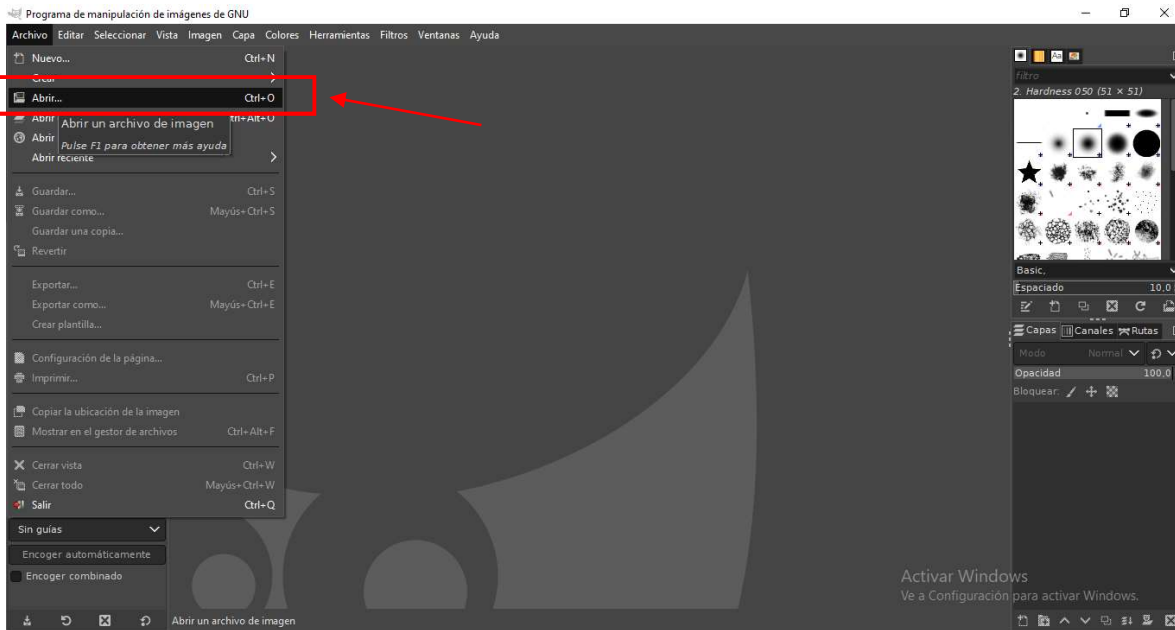 Programa de manipulación de imágenes de GNU
Archivo Editar Seleccionar Vista Imagen Capa Colores Herramientas Filtros Ventanas Ayuda
Nuevo... Ctrl+N
Crear
Abrir... Ctrl+O
Abrir Ctrl+Alt+O
Abrir un archivo de imagen
Abrir
Pulse F1 para obtener más ayuda
Abrir reciente
Guardar... Ctrl+S
Guardar como... Mayús+Ctrl+S
Guardar una copia...
Revertir
Exportar... Ctrl+E
Exportar como... Mayús+Ctrl+E
Crear plantilla...
Configuración de la página...
Imprimir... Ctrl+P
Copiar la ubicación de la imagen
Mostrar en el gestor de archivos Ctrl+Alt+F
Cerrar vista Ctrl+W
Cerrar todo Mayús+Ctrl+W
Salir Ctrl+Q
Sin guías
Encoger automáticamente
Encoger combinado
Abrir un archivo de imagen
Aa
filtro
2. Hardness 050 (51 × 51)
Basic,
Espaciado 10,0
Capas Canales Rutas
Modo Normal
Opacidad 100,0
Bloquear:
Activar Windows
Ve a Configuración para activar Windows.